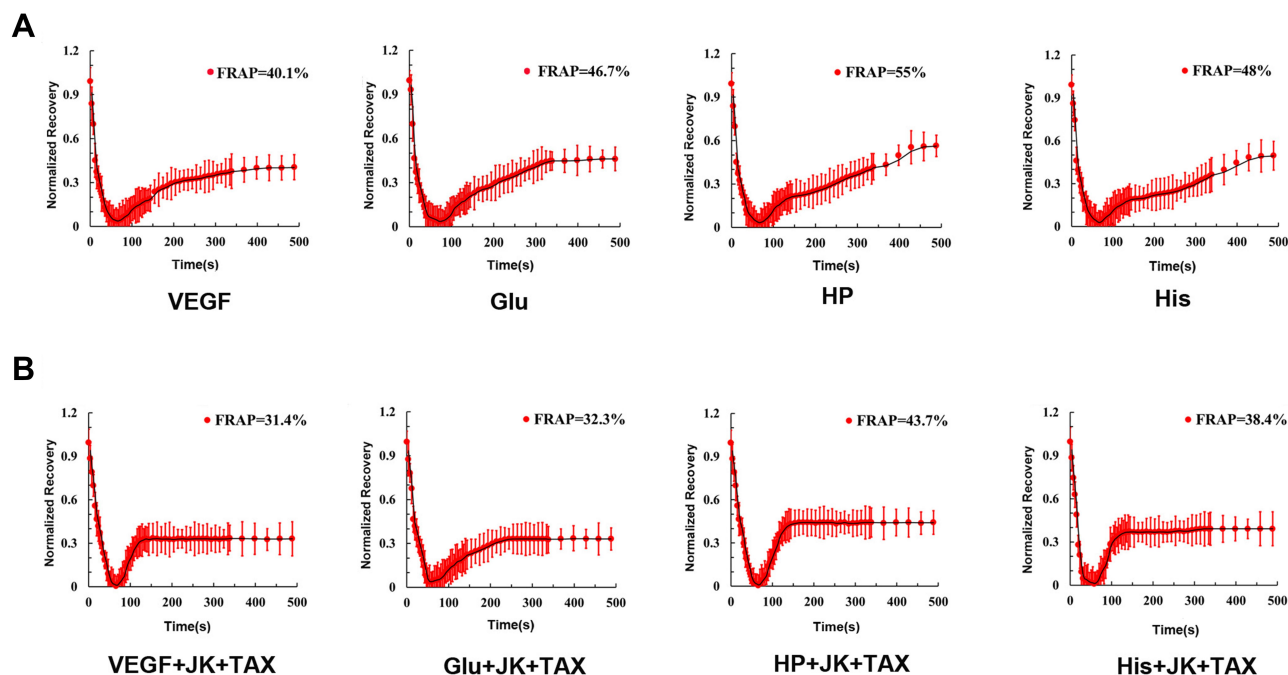 A
1.2
0.9
0.6
0.3
0
Normalized Recovery
FRAP=40.1%
0 100 200 300 400 500
Time(s)
VEGF
1.2
0.9
0.6
0.3
0
Normalized Recovery
FRAP=46.7%
0 100 200 300 400 500
Time(s)
Glu
1.2
0.9
0.6
0.3
0
Normalized Recovery
FRAP=55%
0 100 200 300 400 500
Time(s)
HP
1.2
0.9
0.6
0.3
0
Normalized Recovery
FRAP=48%
0 100 200 300 400 500
Time(s)
His
B
1.2
0.9
0.6
0.3
0
Normalized Recovery
FRAP=31.4%
0 100 200 300 400 500
Time(s)
VEGF+JK+TAX
1.2
0.9
0.6
0.3
0
Normalized Recovery
FRAP=32.3%
0 100 200 300 400 500
Time(s)
Glu+JK+TAX
1.2
0.9
0.6
0.3
0
Normalized Recovery
FRAP=43.7%
0 100 200 300 400 500
Time(s)
HP+JK+TAX
1.2
0.9
0.6
0.3
0
Normalized Recovery
FRAP=38.4%
0 100 200 300 400 500
Time(s)
His+JK+TAX